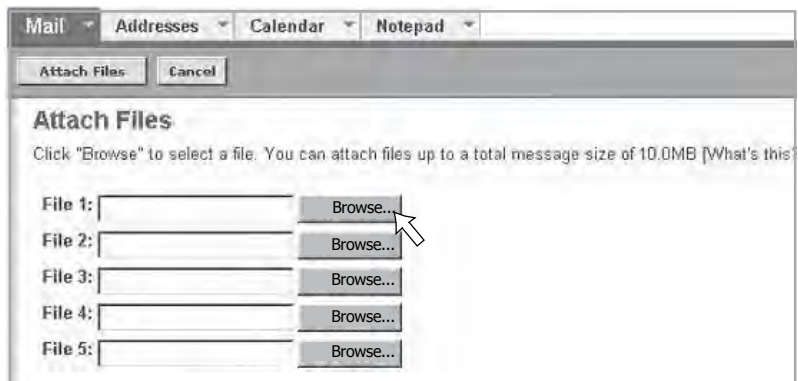 Mail Addresses Calendar Notepad
Attach Files Cancel
Attach Files
Click "Browse" to select a file. You can attach files up to a total message size of 10.0MB [What's this
File 1: Browse...
File 2: Browse...
File 3: Browse...
File 4: Browse...
File 5: Browse...